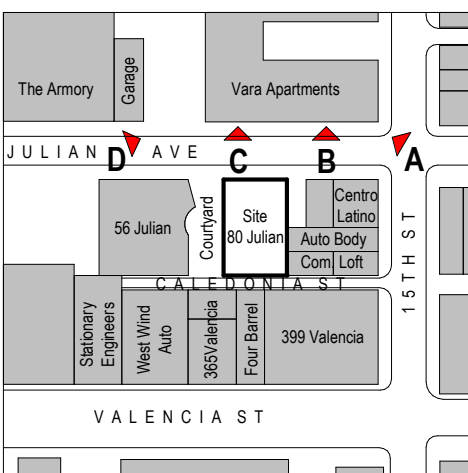 The Armory
Garage
Vara Apartments
JULIAN AVE
D
C
B
A
56 Julian
Courtyard
Site
80 Julian
Centro
Latino
Auto Body
Com. Loft
CALEDONIA ST
15TH ST
Stationary
Engineers
West Wind
Auto
365Valencia
Four Barrel
399 Valencia
VALENCIA ST